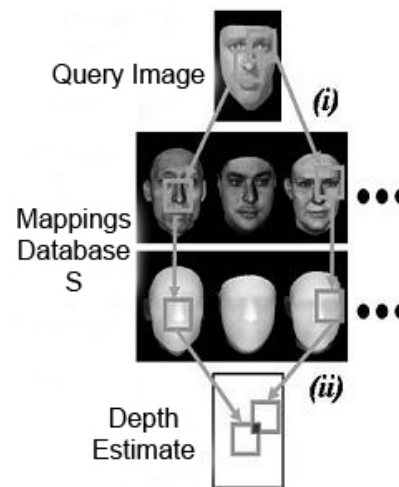 Query Image
(i)
Mappings
Database
S
(ii)
Depth
Estimate